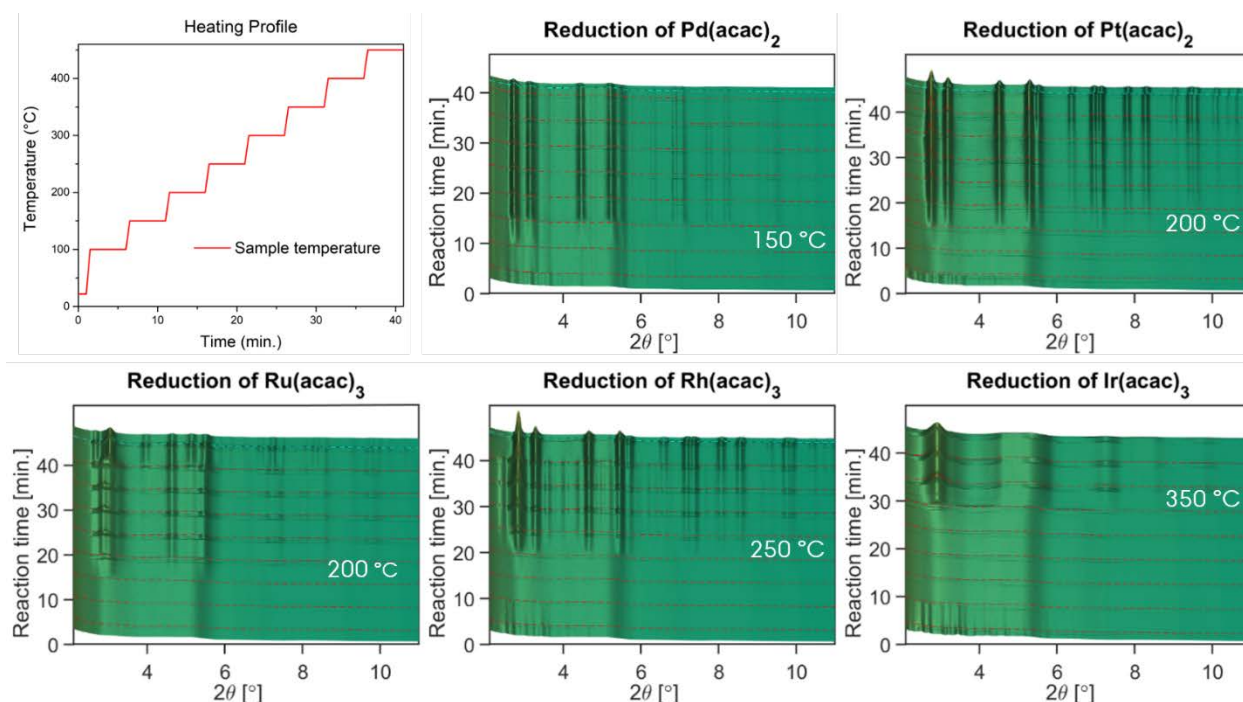 Heating Profile
Temperature (°C)
400
300
200
100
0
Sample temperature
0 10 20 30 40
Time (min.)
Reduction of Pd(acac)2
Reaction time [min.]
40
30
20
10
0
150 °C
4 6 8 10
2θ [°]
Reduction of Pt(acac)2
Reaction time [min.]
40
30
20
10
0
200 °C
4 6 8 10
2θ [°]
Reduction of Ru(acac)3
Reaction time [min.]
40
30
20
10
0
200 °C
4 6 8 10
2θ [°]
Reduction of Rh(acac)3
Reaction time [min.]
40
30
20
10
0
250 °C
4 6 8 10
2θ [°]
Reduction of Ir(acac)3
Reaction time [min.]
40
30
20
10
0
350 °C
4 6 8 10
2θ [°]